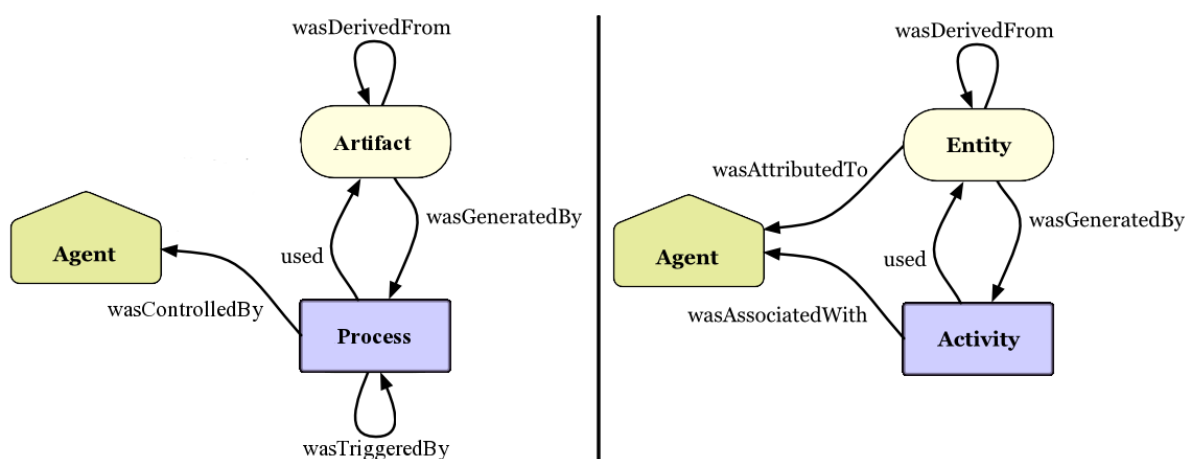 wasDerivedFrom
Artifact
wasGeneratedBy
used
Agent
wasControlledBy
Process
wasTriggeredBy
wasDerivedFrom
Entity
wasAttributedTo
wasGeneratedBy
used
Agent
wasAssociatedWith
Activity